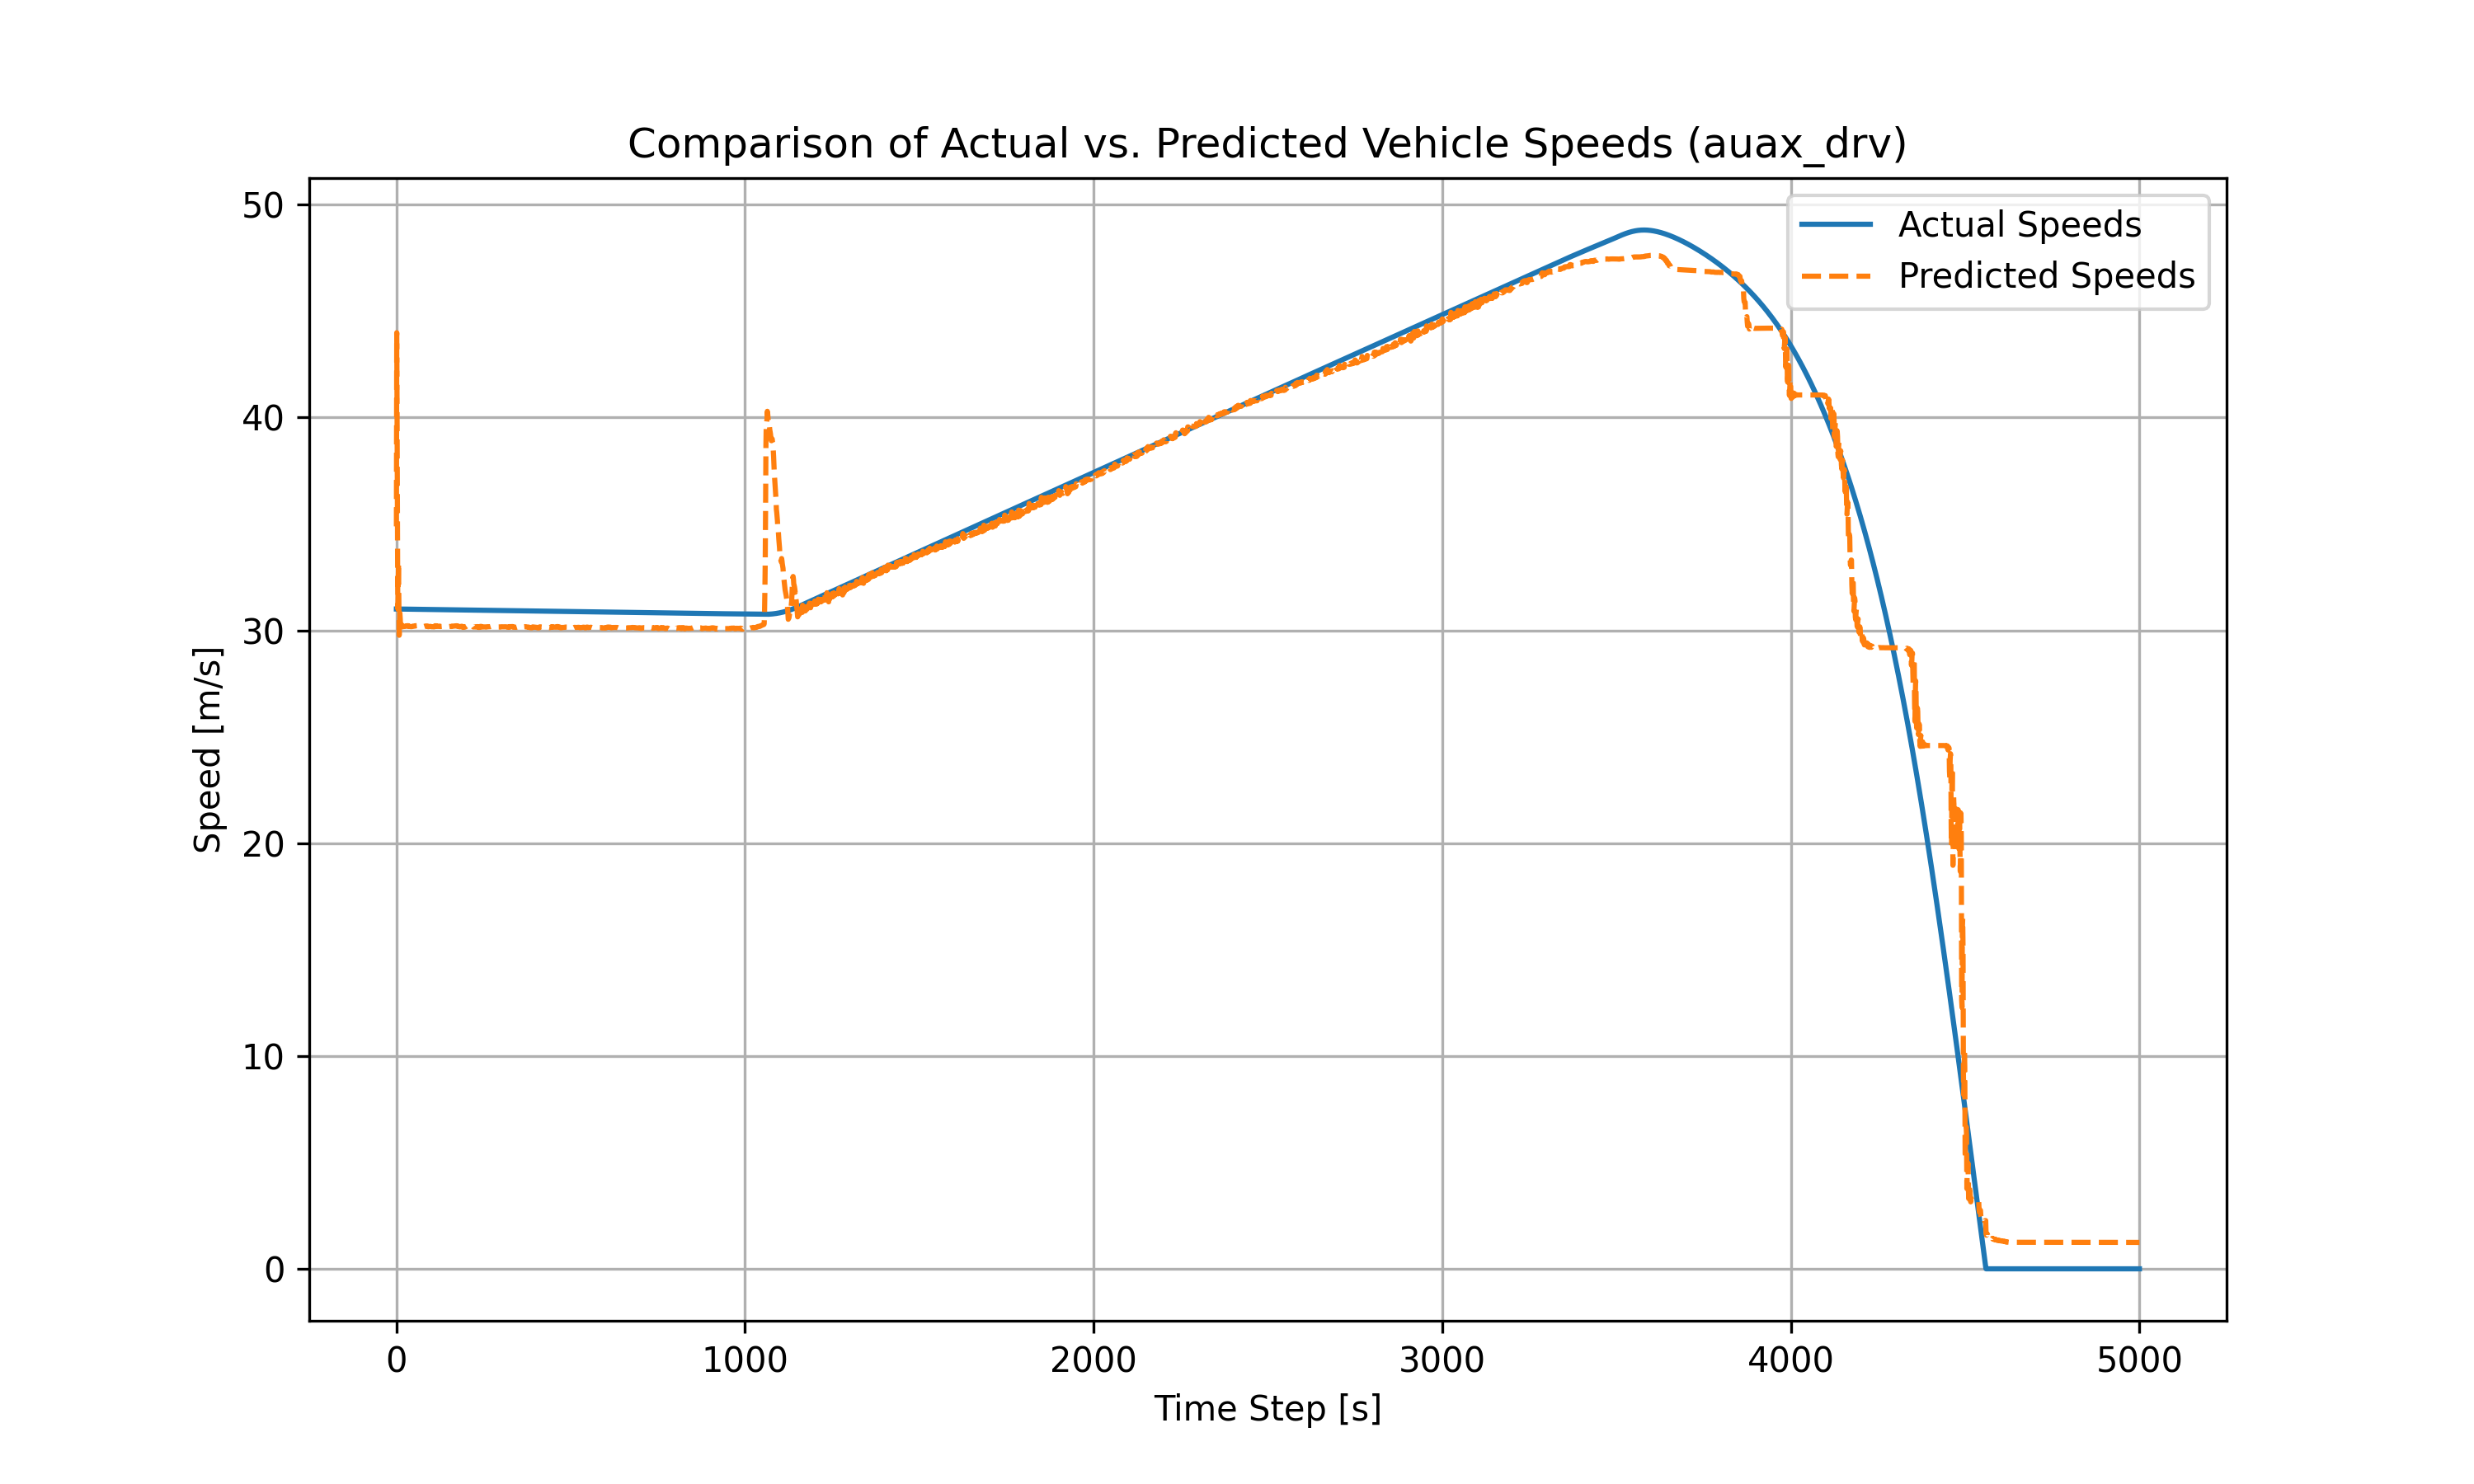 Comparison of Actual vs. Predicted Vehicle Speeds (auax_drv)
Actual Speeds
Predicted Speeds
Speed [m/s]
50
40
30
20
10
0
0 1000 2000 3000 4000 5000
Time Step [s]